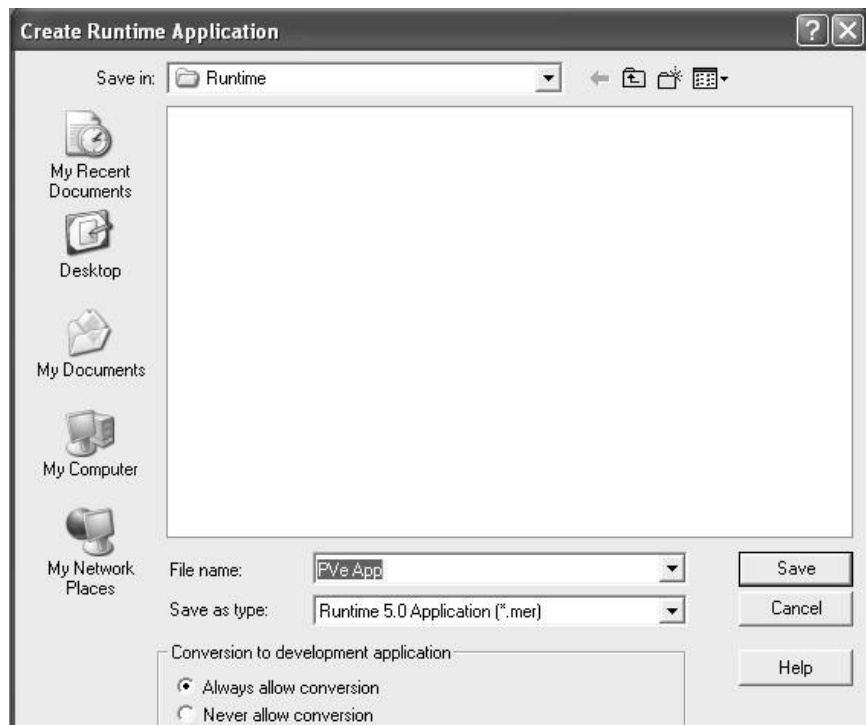 Create Runtime Application
Save in:
Runtime
My Recent
Documents
Desktop
My Documents
My Computer
My Network
Places
File name:
PVe App
Save
Save as type:
Runtime 5.0 Application (*.mer)
Cancel
Conversion to development application
Help
Always allow conversion
Never allow conversion